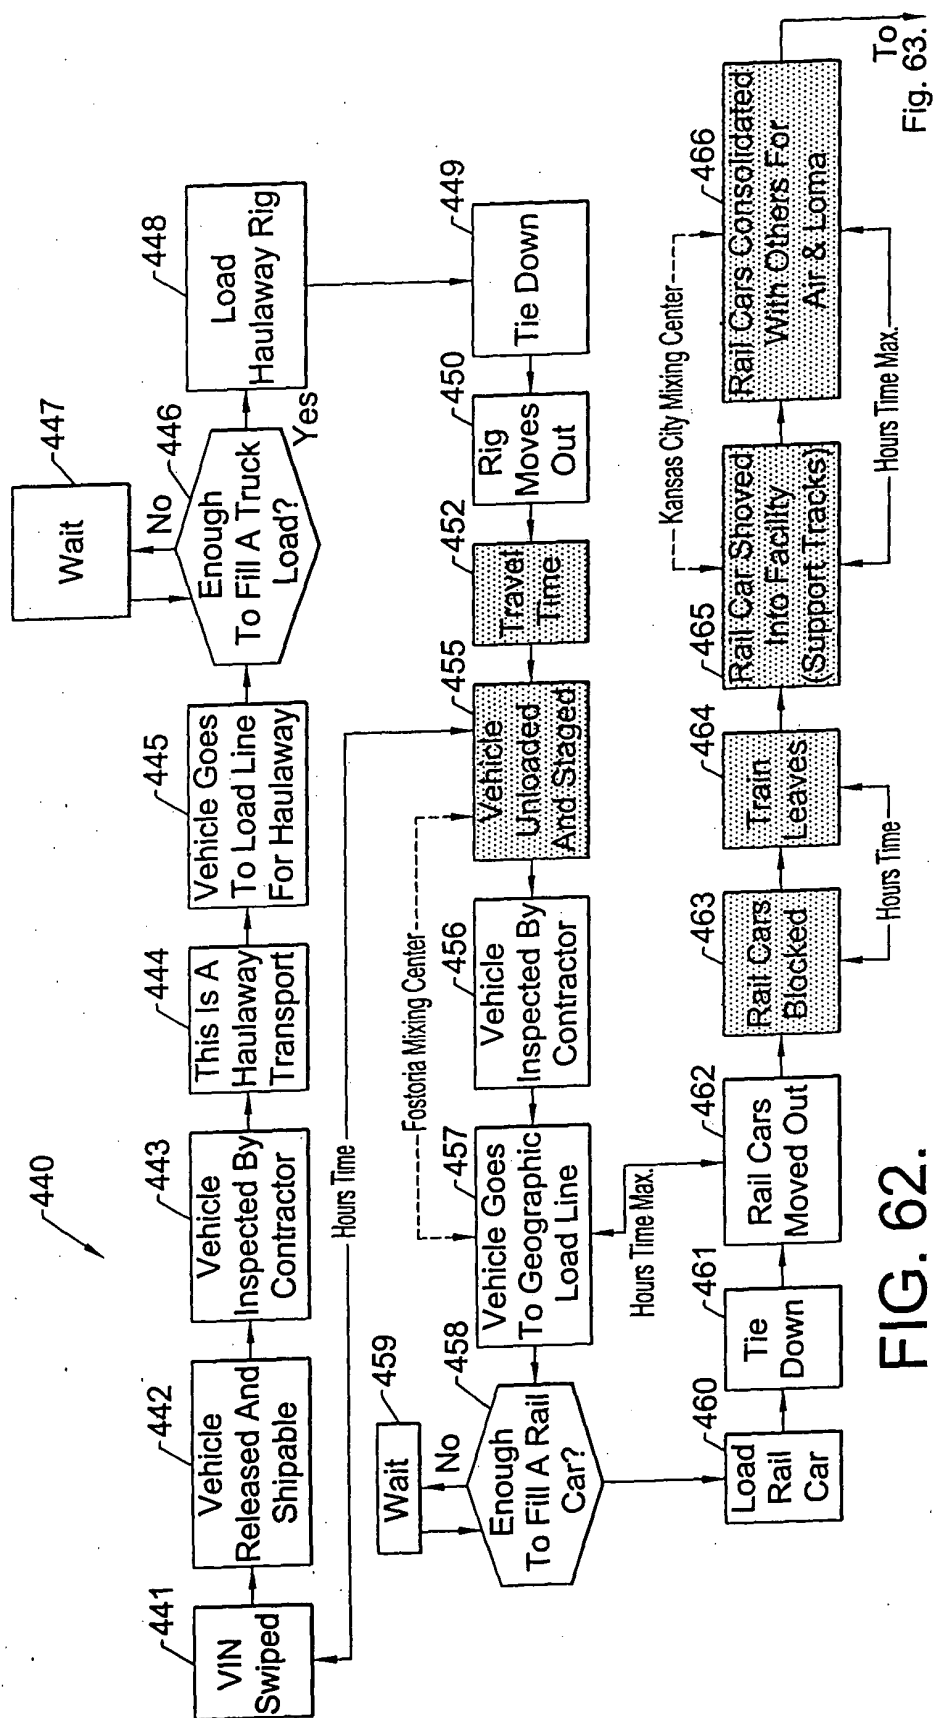 440
441
VIN
Swiped
442
Vehicle
Released And
Shipable
443
Vehicle
Inspected By
Contractor
444
This Is A
Haulaway
Transport
445
Vehicle Goes
To Load Line
For Haulaway
446
Enough
To Fill A Truck
Load?
No
Yes
447
Wait
448
Load
Haulaway Rig
Hours Time
449
Tie Down
450
Rig
Moves
Out
452
Travel
Time
455
Vehicle
Unloaded
And Staged
Fostoria Mixing Center
456
Vehicle
Inspected By
Contractor
457
Vehicle Goes
To Geographic
Load Line
458
Enough
To Fill A Rail
Car?
No
459
Wait
Hours Time Max.
460
Load
Rail
Car
461
Tie
Down
462
Rail Cars
Moved Out
463
Rail Cars
Blocked
464
Train
Leaves
Hours Time
465
Rail Car Shoved
Into Facility
(Support Tracks)
Kansas City Mixing Center
466
Rail Cars Consolidated
With Others For
Air & Loma
Hours Time Max.
To
Fig. 63.
FIG. 62.